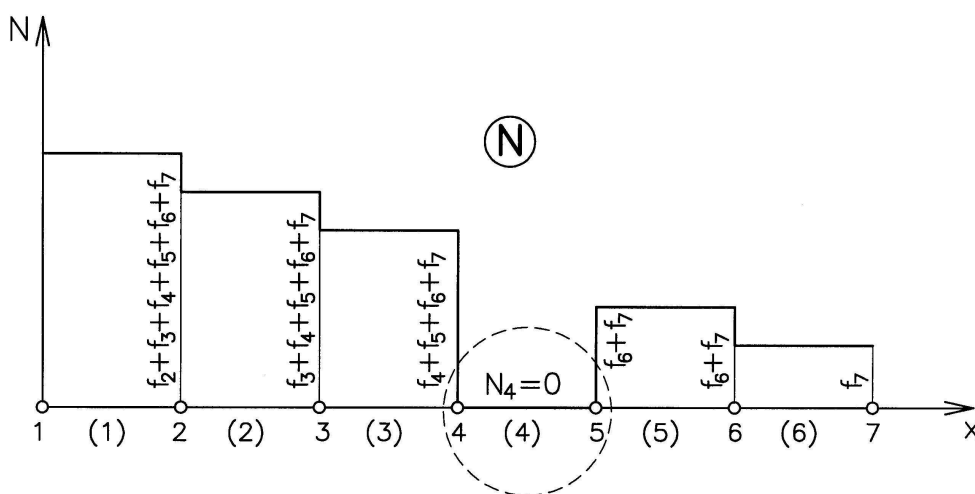 N
N
f₂+f₃+f₄+f₅+f₆+f₇
f₃+f₄+f₅+f₆+f₇
f₄+f₅+f₆+f₇
N₄=0
f₆+f₇
f₆+f₇
f₇
1 (1) 2 (2) 3 (3) 4 (4) 5 (5) 6 (6) 7 x